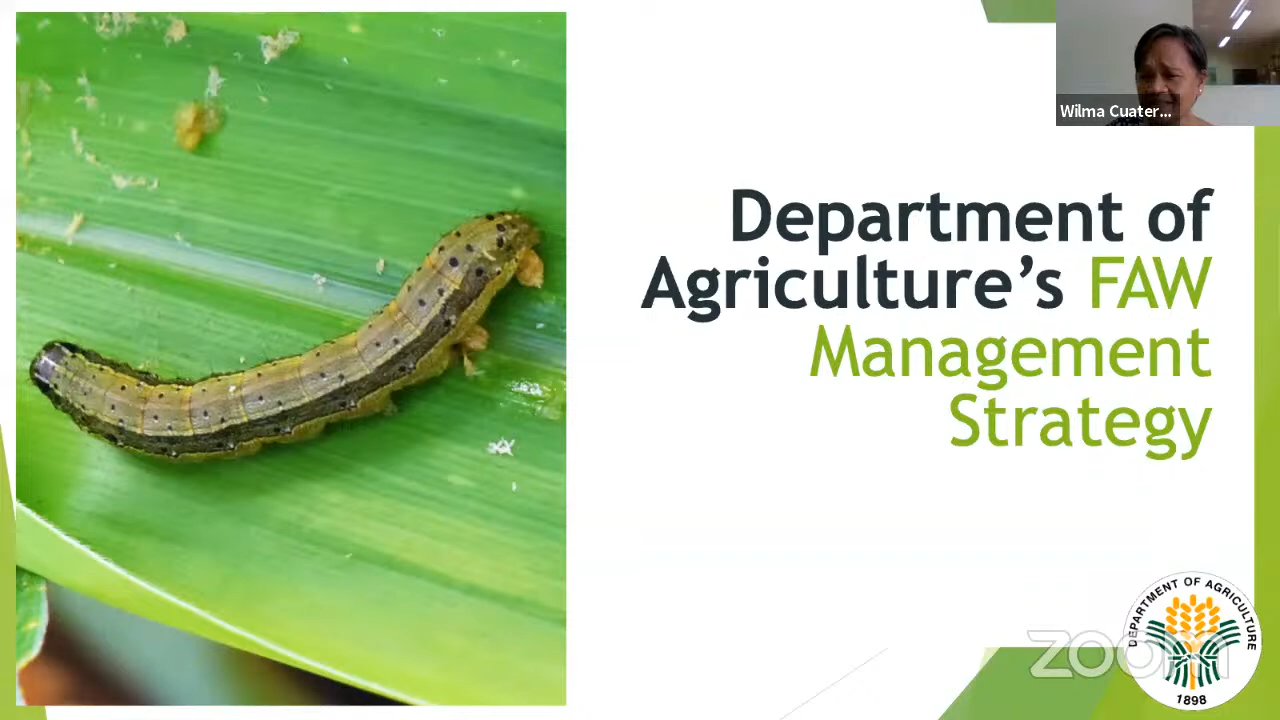 Wilma Cuater...
Department of
Agriculture’s FAW
Management
Strategy
DEPARTMENT OF AGRICULTURE
1898
zoom